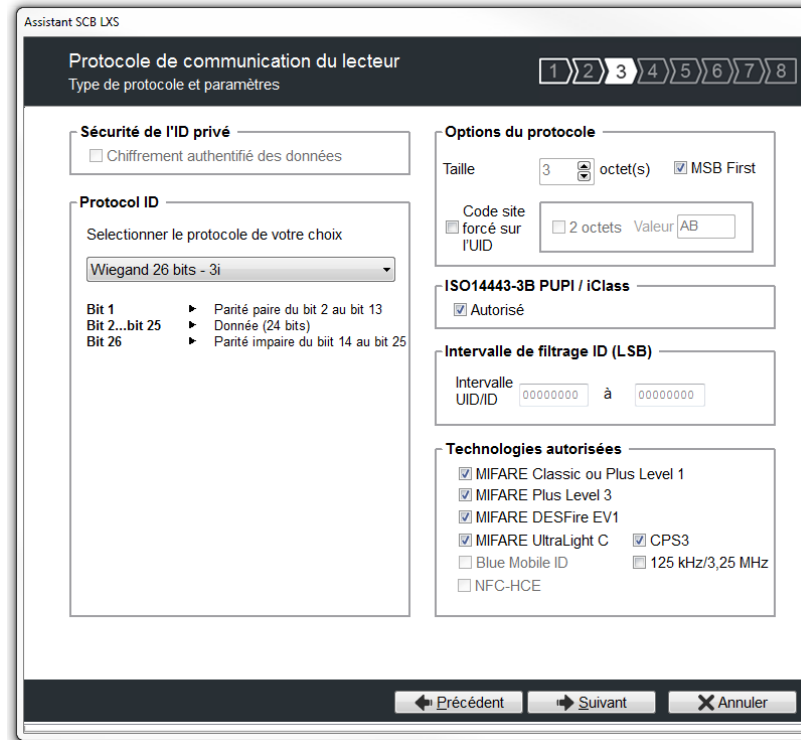 Assistant SCB LXS
Protocole de communication du lecteur
Type de protocole et paramètres
1 2 3 4 5 6 7 8
Sécurité de l'ID privé
Chiffrement authentifié des données
Protocol ID
Selectionner le protocole de votre choix
Wiegand 26 bits - 3i
Bit 1 Parité paire du bit 2 au bit 13
Bit 2...bit 25 Donnée (24 bits)
Bit 26 Parité impaire du biit 14 au bit 25
Options du protocole
Taille 3 octet(s) MSB First
Code site
forcé sur
l'UID
2 octets Valeur AB
ISO14443-3B PUPI / iClass
Autorisé
Intervalle de filtrage ID (LSB)
Intervalle
UID/ID
00000000 à 00000000
Technologies autorisées
MIFARE Classic ou Plus Level 1
MIFARE Plus Level 3
MIFARE DESFire EV1
MIFARE UltraLight C CPS3
Blue Mobile ID 125 kHz/3,25 MHz
NFC-HCE
Précédent Suivant Annuler